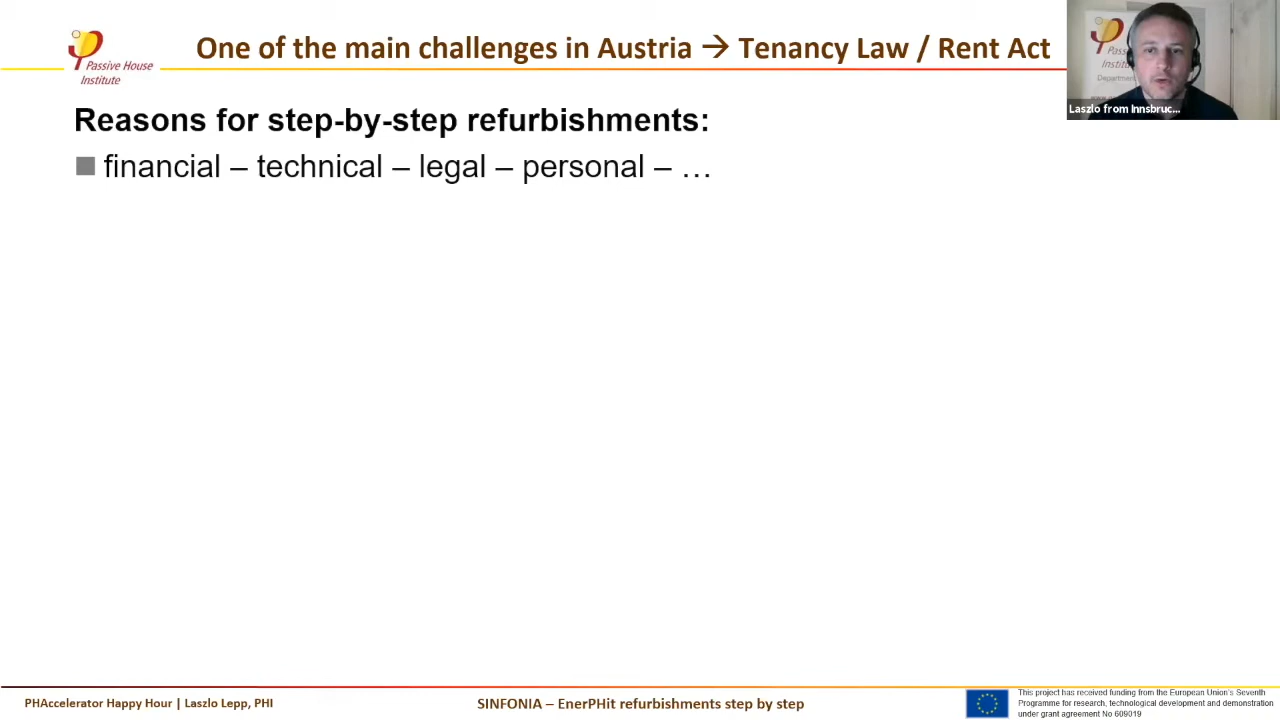 One of the main challenges in Austria → Tenancy Law / Rent Act
Passive House
Institute
Laszlo from Innsbruc...
Reasons for step-by-step refurbishments:
financial – technical – legal – personal – …
PHAccelerator Happy Hour | Laszlo Lepp, PHI
SINFONIA – EnerPHit refurbishments step by step
This project has received funding from the European Union's Seventh
Programme for research, technological development and demonstration
under grant agreement No 609019